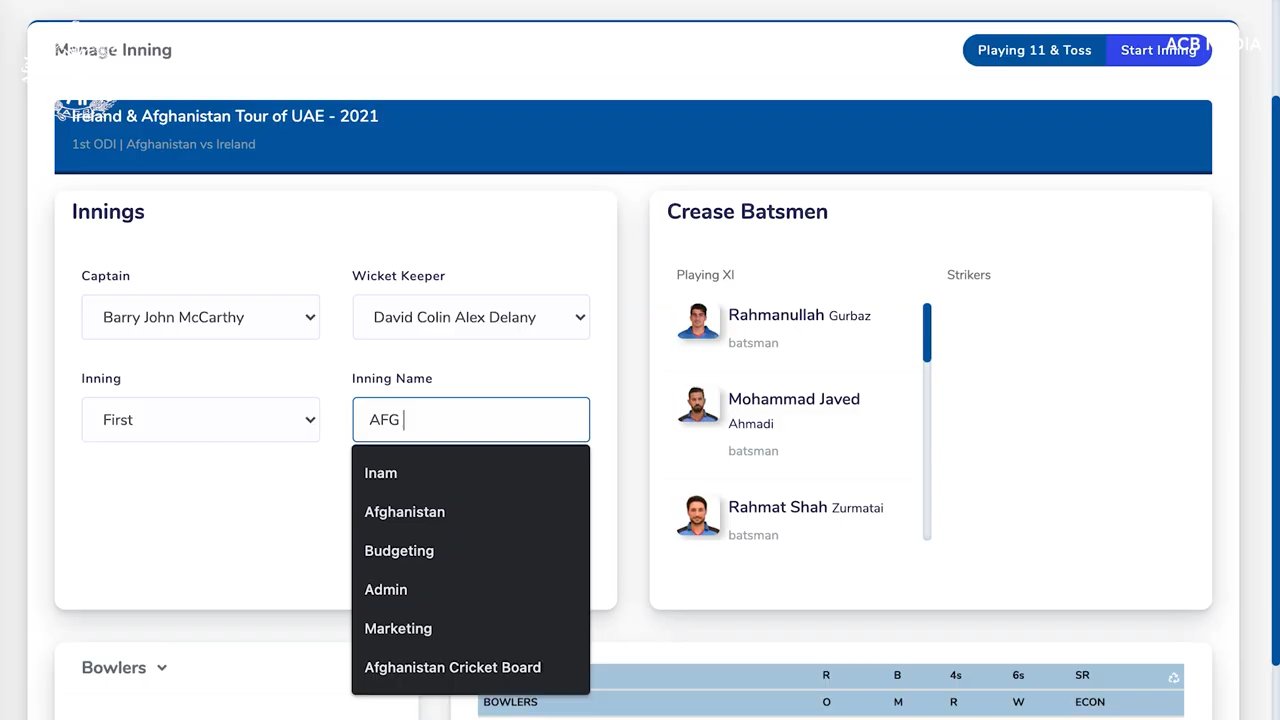 Manage Inning
Playing 11 & Toss
Start Inning
ACB
Ireland & Afghanistan Tour of UAE - 2021
1st ODI | Afghanistan vs Ireland
Innings
Crease Batsmen
Captain
Wicket Keeper
Playing XI
Strikers
Barry John McCarthy
David Colin Alex Delany
Rahmanullah Gurbaz
batsman
Inning
Inning Name
First
AFG
Mohammad Javed
Ahmadi
batsman
Inam
Afghanistan
Budgeting
Admin
Marketing
Afghanistan Cricket Board
Rahmat Shah Zurmatai
batsman
Bowlers
R B 4s 6s SR
BOWLERS O M R W ECON